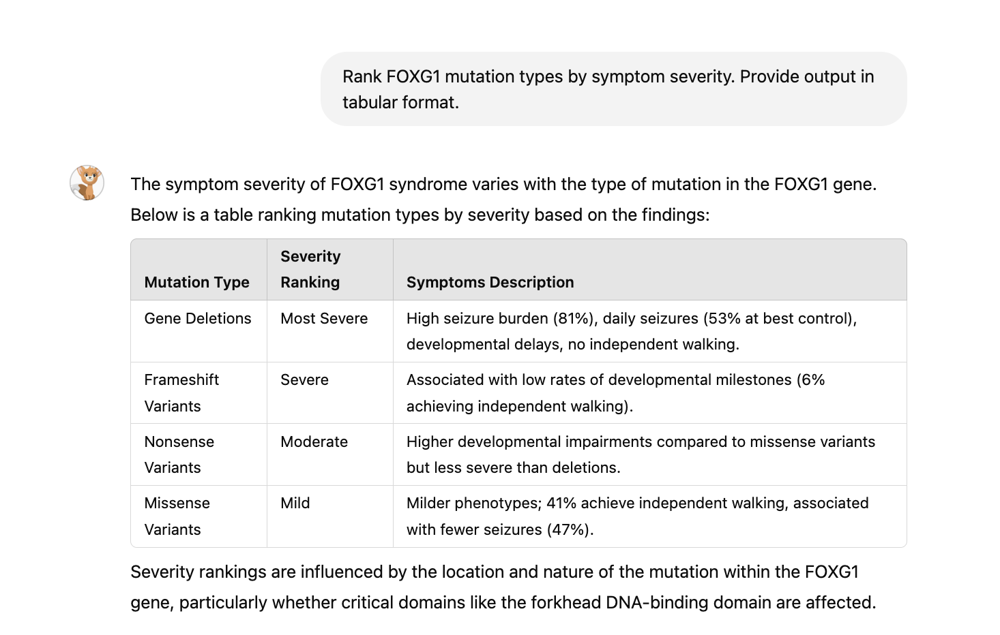 Rank FOXG1 mutation types by symptom severity. Provide output in
tabular format.
The symptom severity of FOXG1 syndrome varies with the type of mutation in the FOXG1 gene.
Below is a table ranking mutation types by severity based on the findings:
Mutation Type
Severity
Ranking
Symptoms Description
Gene Deletions
Most Severe
High seizure burden (81%), daily seizures (53% at best control),
developmental delays, no independent walking.
Frameshift
Variants
Severe
Associated with low rates of developmental milestones (6%
achieving independent walking).
Nonsense
Variants
Moderate
Higher developmental impairments compared to missense variants
but less severe than deletions.
Missense
Variants
Mild
Milder phenotypes; 41% achieve independent walking, associated
with fewer seizures (47%).
Severity rankings are influenced by the location and nature of the mutation within the FOXG1
gene, particularly whether critical domains like the forkhead DNA-binding domain are affected.